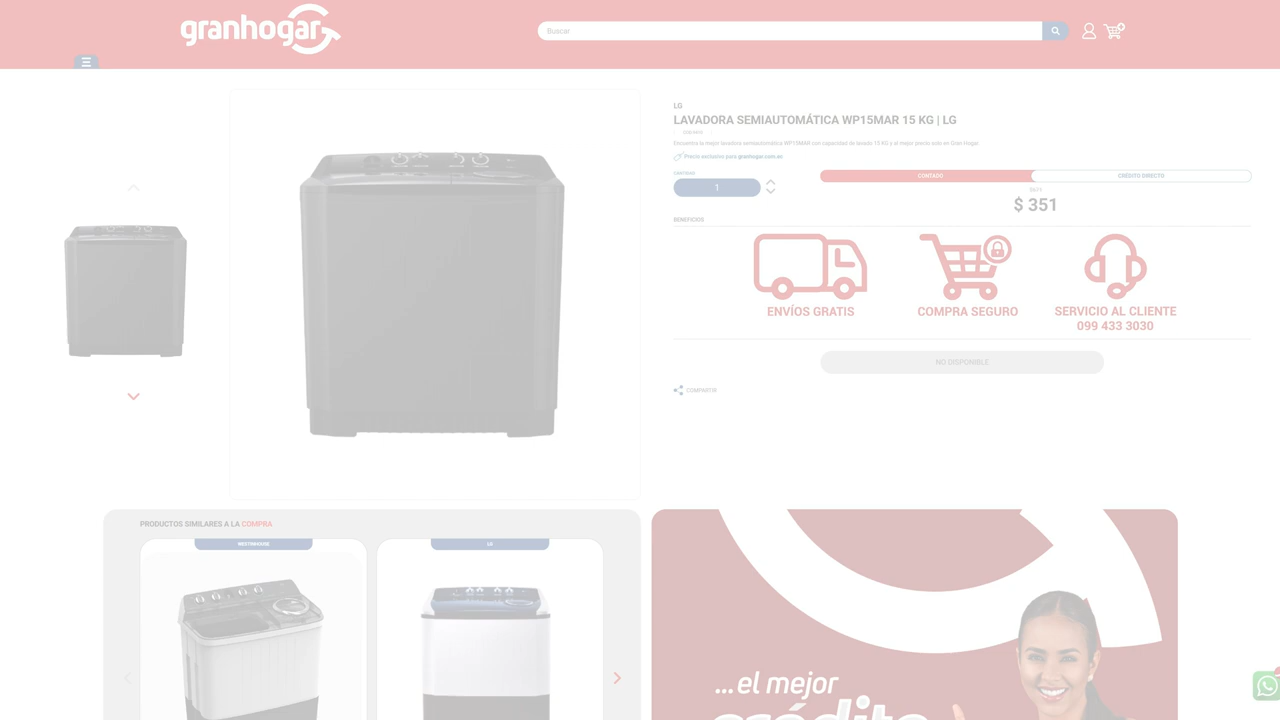 granhogar
Buscar
LG
LAVADORA SEMIAUTOMÁTICA WP15MAR 15 KG | LG
Encuentra la mejor lavadora semiautomática WP15MAR con capacidad de lavado 15 KG y al mejor precio solo en Gran Hogar.
Precio exclusivo para granhogar.com.ec
CANTIDAD
1
CONTADO
CRÉDITO DIRECTO
$ 351
BENEFICIOS
ENVÍOS GRATIS
COMPRA SEGURO
SERVICIO AL CLIENTE
099 433 3030
NO DISPONIBLE
COMPARTIR
PRODUCTOS SIMILARES A LA COMPRA
WESTINGHOUSE
LG
...el mejor
crédito